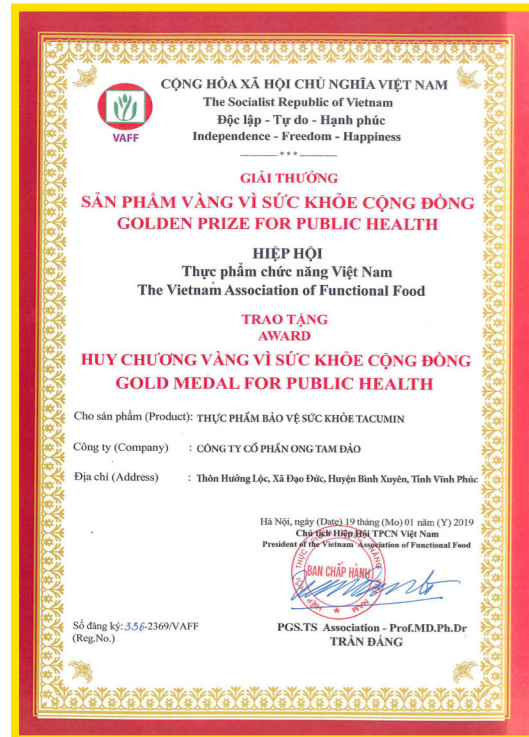 CỘNG HÒA XÃ HỘI CHỦ NGHĨA VIỆT NAM
The Socialist Republic of Vietnam
Độc lập - Tự do - Hạnh phúc
Independence - Freedom - Happiness
VAFF
GIẢI THƯỞNG
SẢN PHẨM VÀNG VÌ SỨC KHỎE CỘNG ĐỒNG
GOLDEN PRIZE FOR PUBLIC HEALTH
HIỆP HỘI
Thực phẩm chức năng Việt Nam
The Vietnam Association of Functional Food
TRAO TẶNG
AWARD
HUY CHƯƠNG VÀNG VÌ SỨC KHỎE CỘNG ĐỒNG
GOLD MEDAL FOR PUBLIC HEALTH
Cho sản phẩm (Product): THỰC PHẨM BẢO VỆ SỨC KHỎE TACUMIN
Công ty (Company) : CÔNG TY CỔ PHẦN ONG TAM ĐẢO
Địa chỉ (Address) : Thôn Hưởng Lộc, Xã Đạo Đức, Huyện Bình Xuyên, Tỉnh Vĩnh Phúc
Hà Nội, ngày (Date) 19 tháng (Mo) 01 năm (Y) 2019
Chủ tịch Hiệp Hội TPCN Việt Nam
President of the Vietnam Association of Functional Food
BAN CHẤP HÀNH
Số đăng ký: 336-2369/VAFF
(Reg.No.)
PGS.TS Association - Prof.MD.Ph.Dr
TRẦN ĐÁNG